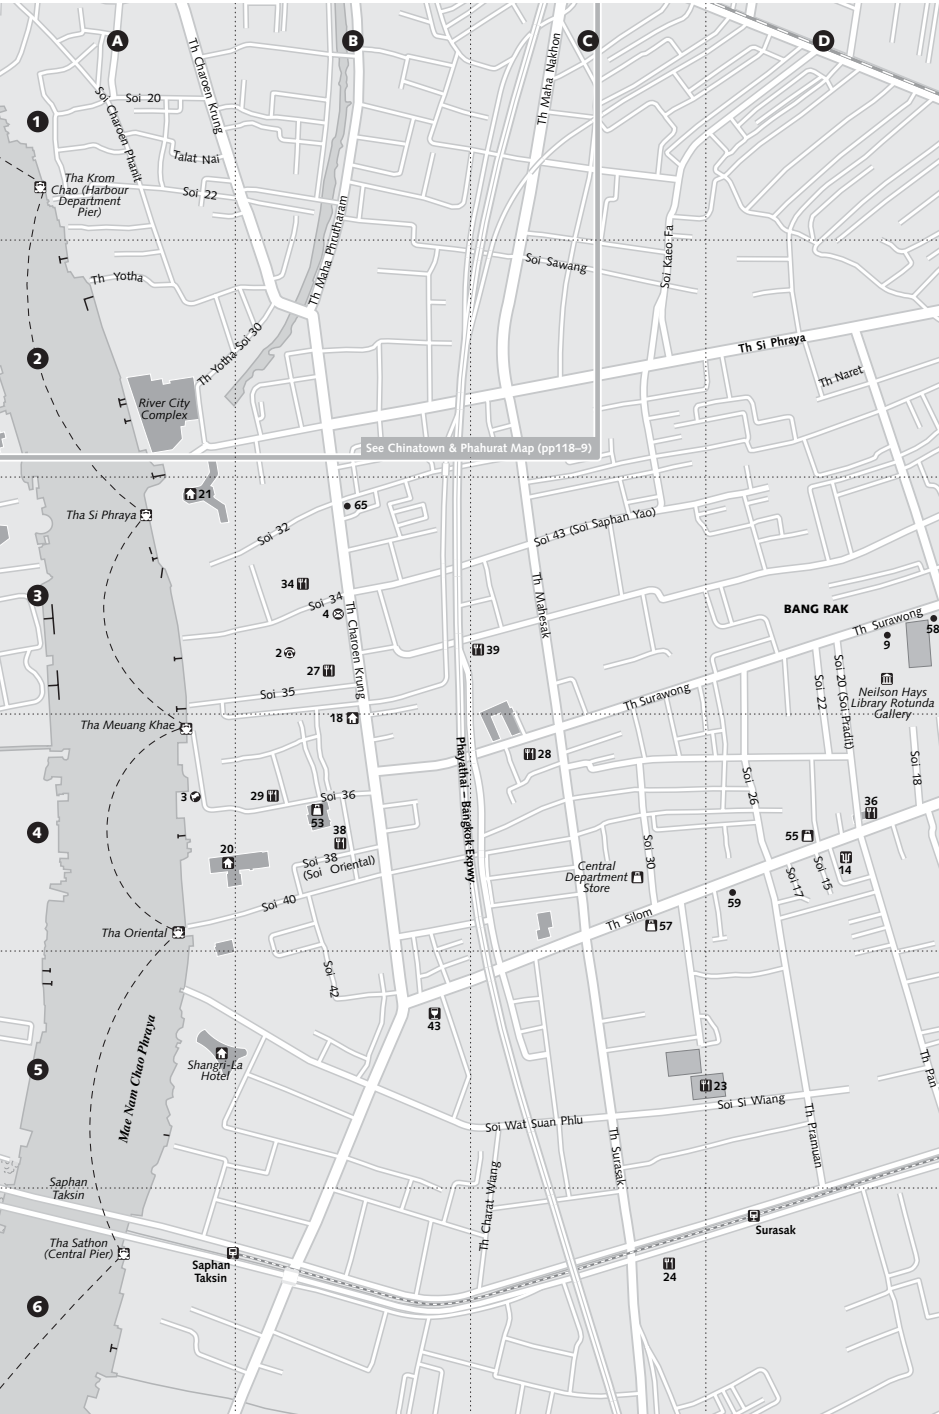 A
B
C
D
1
Th Charoen Krung
Th Maha Nakhon
Soi 20
Soi Charoen Phanit
Talat Nai
Soi 22
Tha Krom
Chao (Harbour
Department
Pier)
Th Maha Phrutharam
Soi Kaeo Fa
Soi Sawang
Th Yotha
2
Th Yotha Soi 30
Th Si Phraya
Th Naret
River City
Complex
See Chinatown & Phahurat Map (pp118–9)
21
65
Tha Si Phraya
Soi 32
Soi 43 (Soi Saphan Yao)
3
34
Soi 34
4
Th Charoen Krung
Th Mahesak
BANG RAK
Th Surawong
58
9
2
39
27
Soi 35
Soi 20 (Soi Pradit)
Soi 22
Neilson Hays
Library Rotunda
Gallery
Th Surawong
18
Tha Meuang Khae
Phayathai – Bangkok Expwy
28
Soi 18
Soi 26
3
29
Soi 36
53
36
4
38
55
20
Soi 38
(Soi Oriental)
Soi 30
Central
Department
Store
14
Soi 15
Soi 17
59
Soi 40
Th Silom
57
Tha Oriental
Soi 42
43
Mae Nam Chao Phraya
5
Shangri-La
Hotel
23
Th Pan
Soi Si Wiang
Soi Wat Suan Phlu
Th Surasak
Th Pramuan
Saphan
Taksin
Th Charat Wiang
Tha Sathon
(Central Pier)
Saphan
Taksin
Surasak
24
6